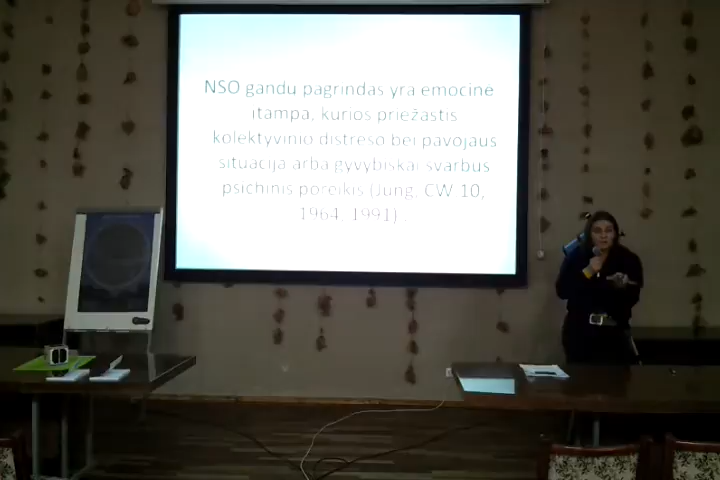 NSO gandų pagrindas yra emocinė
įtampa, kurios priežastis
kolektyvinio distreso bei pavojaus
situacija arba gyvybiškai svarbus
psichinis poreikis (Jung, CW 10,
1964, 1991).